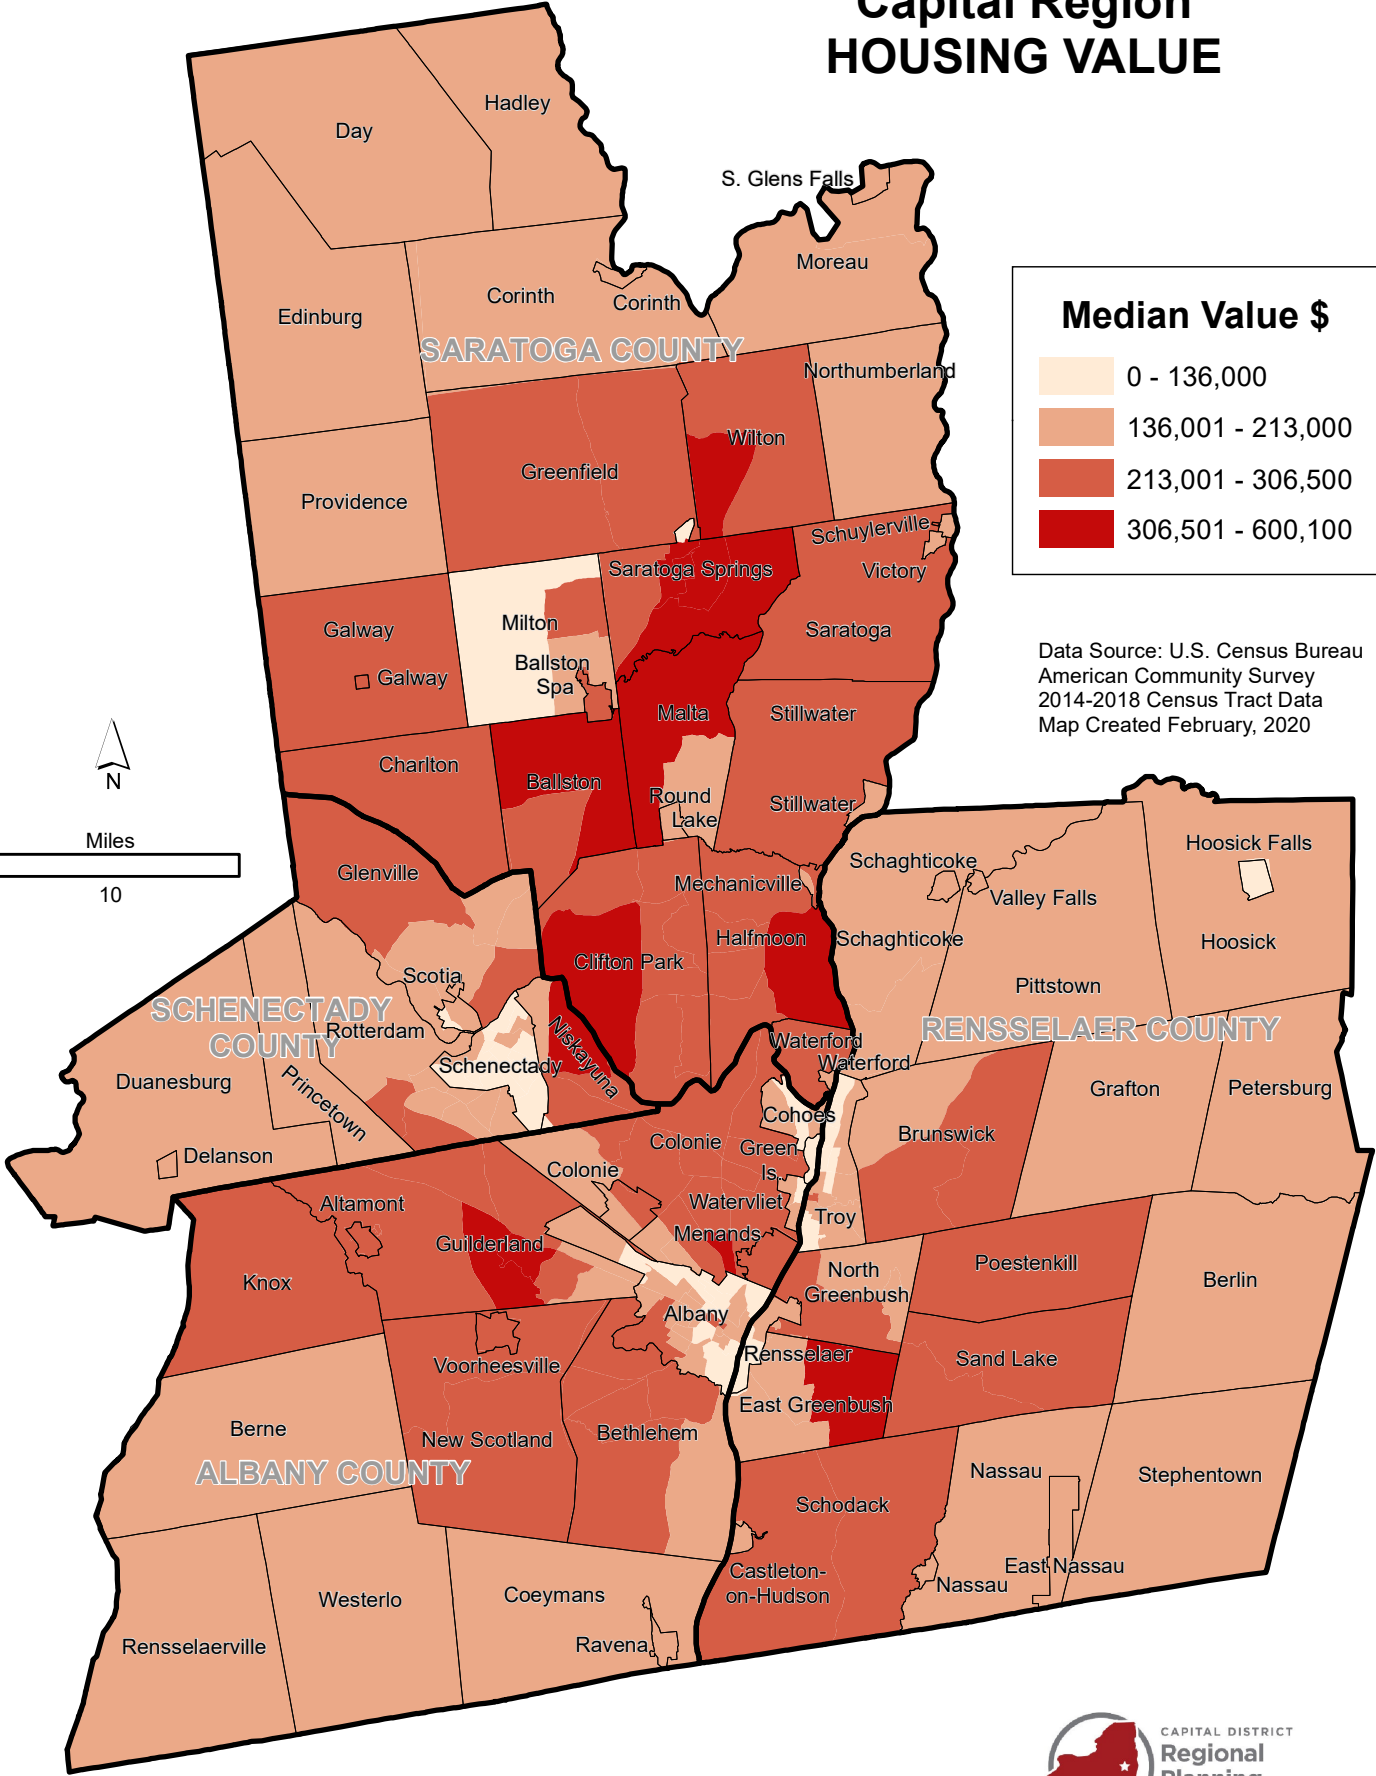 Capital Region
HOUSING VALUE
Hadley
Day
S. Glens Falls
Moreau
Corinth
Corinth
Edinburg
SARATOGA COUNTY
Northumberland
Median Value $
0 - 136,000
136,001 - 213,000
213,001 - 306,500
306,501 - 600,100
Wilton
Greenfield
Providence
Schuylerville
Victory
Saratoga Springs
Milton
Galway
Saratoga
Ballston
Spa
Galway
Data Source: U.S. Census Bureau
American Community Survey
2014-2018 Census Tract Data
Map Created February, 2020
Malta
Stillwater
N
Charlton
Ballston
Round
Lake
Stillwater
Miles
10
Glenville
Mechanicville
Schaghticoke
Hoosick Falls
Valley Falls
Halfmoon
Schaghticoke
Hoosick
Clifton Park
Scotia
Pittstown
SCHENECTADY
COUNTY
Rotterdam
RENSSELAER COUNTY
Niskayuna
Waterford
Waterford
Schenectady
Duanesburg
Princetown
Grafton
Petersburg
Cohoes
Brunswick
Colonie
Green
Is.
Delanson
Colonie
Altamont
Watervliet
Troy
Menands
Guilderland
Knox
North
Greenbush
Poestenkill
Berlin
Albany
Rensselaer
Sand Lake
Voorheesville
East Greenbush
Berne
New Scotland
Bethlehem
ALBANY COUNTY
Nassau
Stephentown
Schodack
Castleton-
on-Hudson
East Nassau
Nassau
Coeymans
Westerlo
Rensselaerville
Ravena
CAPITAL DISTRICT
Regional
Planning